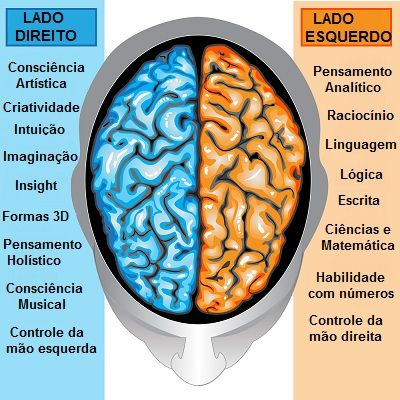 LADO
DIREITO
Consciência
Artística
Criatividade
Intuição
Imaginação
Insight
Formas 3D
Pensamento
Holístico
Consciência
Musical
Controle da
mão esquerda
LADO
ESQUERDO
Pensamento
Analítico
Raciocínio
Linguagem
Lógica
Escrita
Ciências e
Matemática
Habilidade
com números
Controle da
mão direita